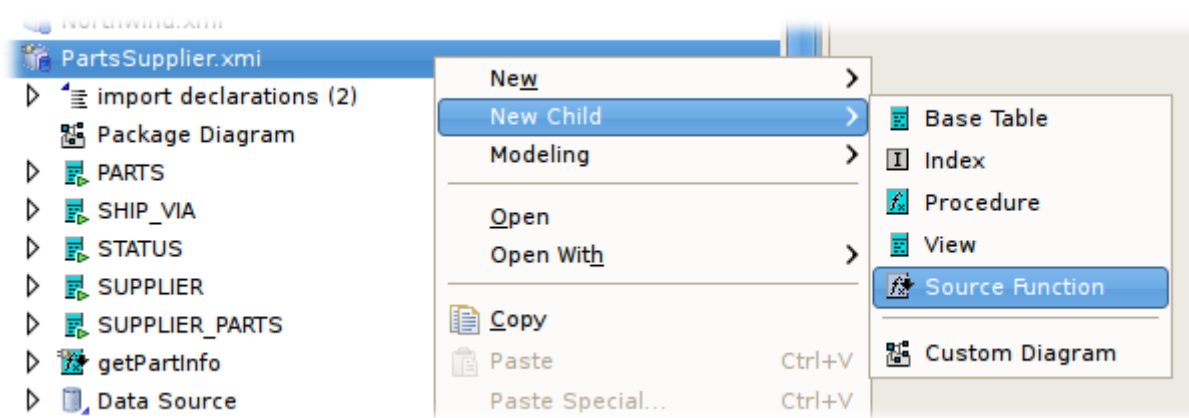 Northwind.xmi
PartsSupplier.xmi
import declarations (2)
Package Diagram
PARTS
SHIP_VIA
STATUS
SUPPLIER
SUPPLIER_PARTS
getPartInfo
Data Source
New
New Child
Modeling
Open
Open With
Copy
Paste Ctrl+V
Paste Special... Ctrl+V
Base Table
Index
Procedure
View
Source Function
Custom Diagram